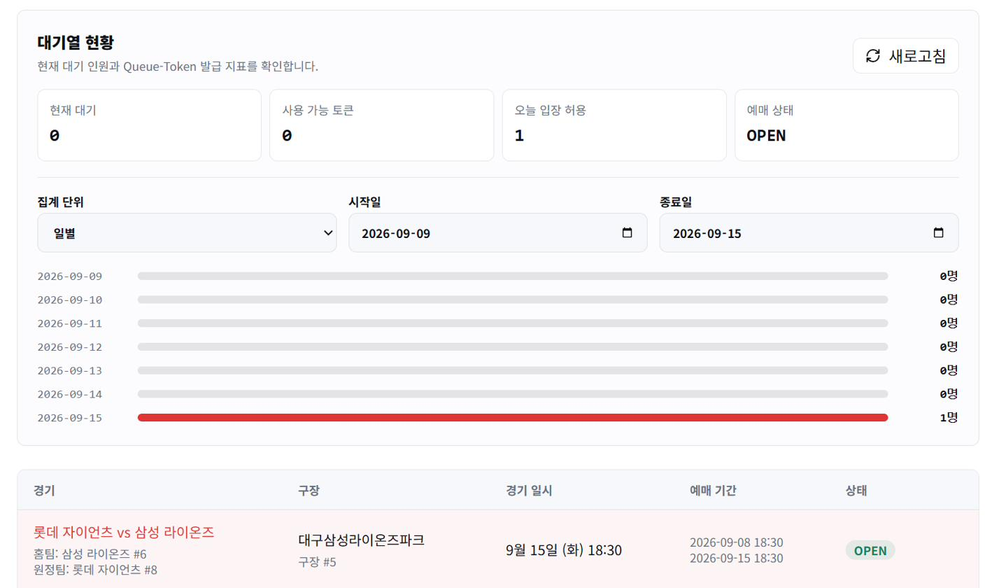 대기열 현황
현재 대기 인원과 Queue-Token 발급 지표를 확인합니다.
새로고침
현재 대기
0
사용 가능 토큰
0
오늘 입장 허용
1
예매 상태
OPEN
집계 단위
시작일
종료일
일별
2026-09-09
2026-09-15
2026-09-09 0명
2026-09-10 0명
2026-09-11 0명
2026-09-12 0명
2026-09-13 0명
2026-09-14 0명
2026-09-15 1명
경기 구장 경기 일시 예매 기간 상태
롯데 자이언츠 vs 삼성 라이온즈
홈팀: 삼성 라이온즈 #6
원정팀: 롯데 자이언츠 #8
대구삼성라이온즈파크
구장 #5
9월 15일 (화) 18:30
2026-09-08 18:30
2026-09-15 18:30
OPEN